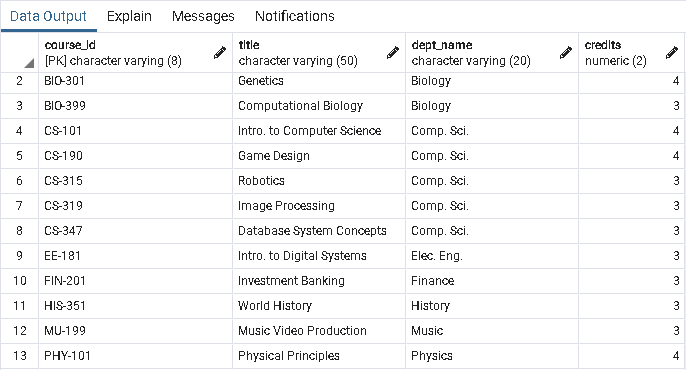 Data Output Explain Messages Notifications
course_id title dept_name credits
[PK] character varying (8) character varying (50) character varying (20) numeric (2)
2 BIO-301 Genetics Biology 4
3 BIO-399 Computational Biology Biology 3
4 CS-101 Intro. to Computer Science Comp. Sci. 4
5 CS-190 Game Design Comp. Sci. 4
6 CS-315 Robotics Comp. Sci. 3
7 CS-319 Image Processing Comp. Sci. 3
8 CS-347 Database System Concepts Comp. Sci. 3
9 EE-181 Intro. to Digital Systems Elec. Eng. 3
10 FIN-201 Investment Banking Finance 3
11 HIS-351 World History History 3
12 MU-199 Music Video Production Music 3
13 PHY-101 Physical Principles Physics 4